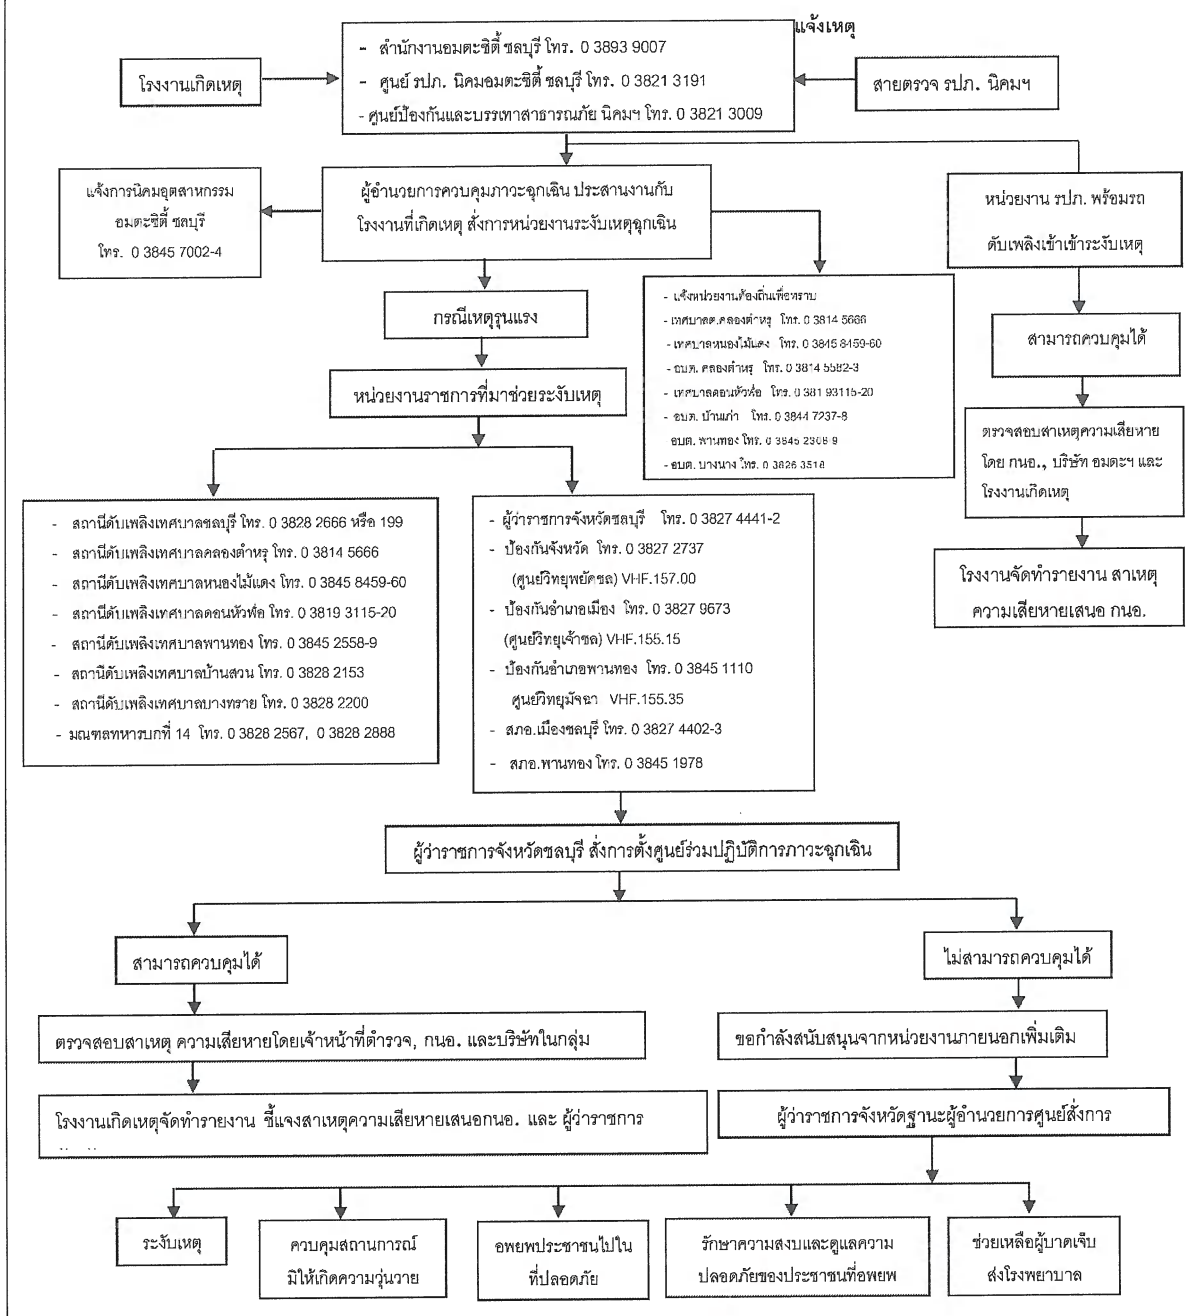 แจ้งเหตุ
- สำนักงานอมตะซิตี้ ชลบุรี โทร. 0 3893 9007
- ศูนย์ รปภ. นิคมอมตะซิตี้ ชลบุรี โทร. 0 3821 3191
- ศูนย์ป้องกันและบรรเทาสาธารณภัย นิคมฯ โทร. 0 3821 3009
โรงงานเกิดเหตุ
สายตรวจ รปภ. นิคมฯ
แจ้งการนิคมอุตสาหกรรม
อมตะซิตี้ ชลบุรี
โทร. 0 3845 7002-4
ผู้อำนวยการควบคุมภาวะฉุกเฉิน ประสานงานกับ
โรงงานที่เกิดเหตุ สั่งการหน่วยงานระงับเหตุฉุกเฉิน
หน่วยงาน รปภ. พร้อมรถ
ดับเพลิงเข้าเข้าระงับเหตุ
กรณีเหตุรุนแรง
- แจ้งหน่วยงานท้องถิ่นเพื่อทราบ
- เทศบาลต.คลองตำหรุ โทร. 0 3814 5666
- เทศบาลหนองไม้แดง โทร. 0 3845 8459-60
- อบต. คลองตำหรุ โทร. 0 3814 5582-3
- เทศบาลดอนหัวฬ่อ โทร. 0 381 93115-20
- อบต. บ้านเก่า โทร. 0 3844 7237-8
อบต. พานทอง โทร. 0 3845
- อบต. บางนาง โทร. 0 3826 3518
สามารถควบคุมได้
หน่วยงานราชการที่มาช่วยระงับเหตุ
ตรวจสอบสาเหตุความเสียหาย
โดย กนอ., บริษัท อมตะฯ และ
โรงงานเกิดเหตุ
- สถานีดับเพลิงเทศบาลชลบุรี โทร. 0 3828 2666 หรือ 199
- สถานีดับเพลิงเทศบาลคลองตำหรุ โทร. 0 3814 5666
- สถานีดับเพลิงเทศบาลหนองไม้แดง โทร. 0 3845 8459-60
- สถานีดับเพลิงเทศบาลดอนหัวฬ่อ โทร. 0 3819 3115-20
- สถานีดับเพลิงเทศบาลพานทอง โทร. 0 3845 2558-9
- สถานีดับเพลิงเทศบาลบ้านสวน โทร. 0 3828 2153
- สถานีดับเพลิงเทศบาลบางทราย โทร. 0 3828 2200
- มณฑลทหารบกที่ 14 โทร. 0 3828 2567, 0 3828 2888
- ผู้ว่าราชการจังหวัดชลบุรี โทร. 0 3827 4441-2
- ป้องกันจังหวัด โทร. 0 3827 2737
(ศูนย์วิทยุพยัคชล) VHF.157.00
- ป้องกันอำเภอเมือง โทร. 0 3827 9673
(ศูนย์วิทยุเจ้าชล) VHF.155.15
- ป้องกันอำเภอพานทอง โทร. 0 3845 1110
ศูนย์วิทยุมัจฉา VHF.155.35
- สภอ.เมืองชลบุรี โทร. 0 3827 4402-3
- สภอ.พานทอง โทร. 0 3845 1978
โรงงานจัดทำรายงาน สาเหตุ
ความเสียหายเสนอ กนอ.
ผู้ว่าราชการจังหวัดชลบุรี สั่งการตั้งศูนย์ร่วมปฏิบัติการภาวะฉุกเฉิน
สามารถควบคุมได้
ไม่สามารถควบคุมได้
ตรวจสอบสาเหตุ ความเสียหายโดยเจ้าหน้าที่ตำรวจ, กนอ. และบริษัทในกลุ่ม
ขอกำลังสนับสนุนจากหน่วยงานภายนอกเพิ่มเติม
โรงงานเกิดเหตุจัดทำรายงาน ชี้แจงสาเหตุความเสียหายเสนอกนอ. และ ผู้ว่าราชการ
ผู้ว่าราชการจังหวัดฐานะผู้อำนวยการศูนย์สั่งการ
ระงับเหตุ
ควบคุมสถานการณ์
มิให้เกิดความวุ่นวาย
อพยพประชาชนไปใน
ที่ปลอดภัย
รักษาความสงบและดูแลความ
ปลอดภัยของประชาชนที่อพยพ
ช่วยเหลือผู้บาดเจ็บ
ส่งโรงพยาบาล